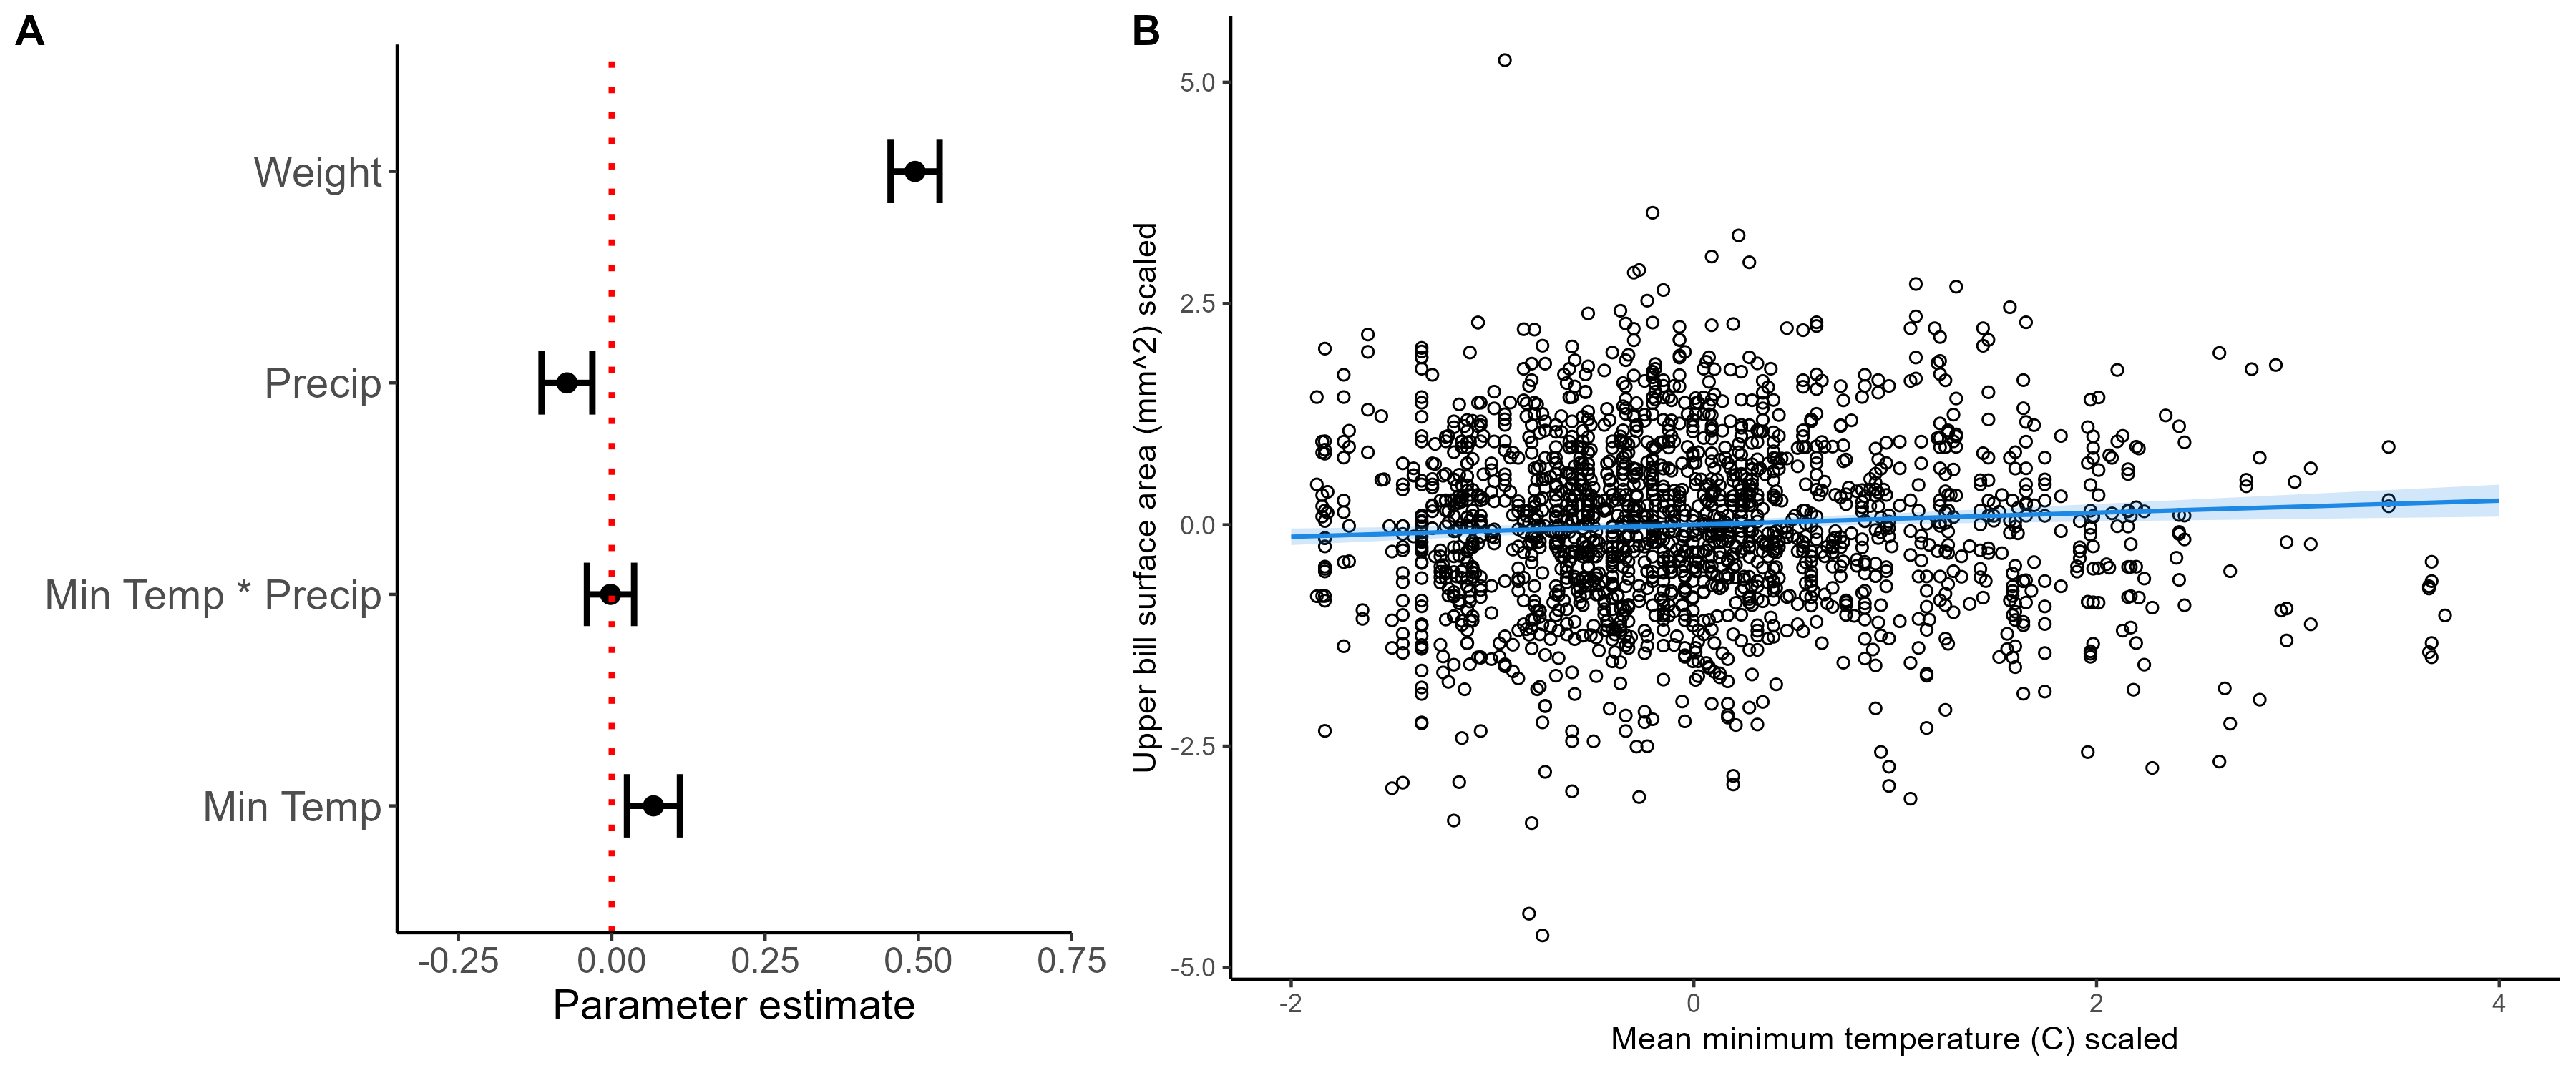 A
Weight
Precip
Min Temp * Precip
Min Temp
-0.25 0.00 0.25 0.50 0.75
Parameter estimate
B
Upper bill surface area (mm^2) scaled
5.0
2.5
0.0
-2.5
-5.0
-2 0 2 4
Mean minimum temperature (C) scaled